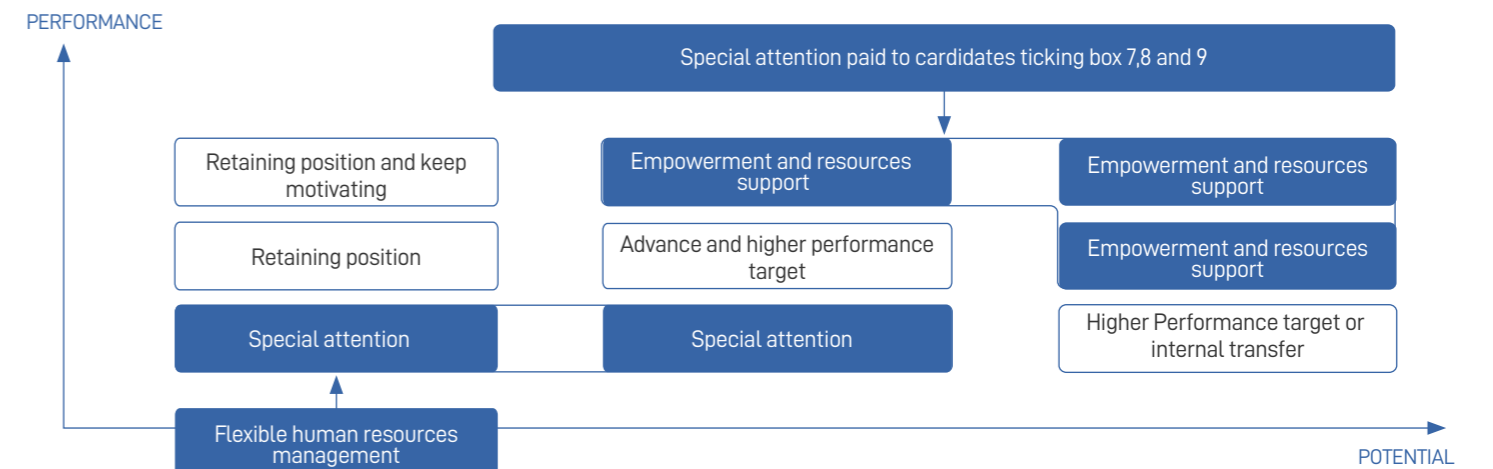 PERFORMANCE
Special attention paid to cardidates ticking box 7,8 and 9
Retaining position and keep
motivating
Empowerment and resources
support
Empowerment and resources
support
Retaining position
Advance and higher performance
target
Empowerment and resources
support
Special attention
Special attention
Higher Performance target or
internal transfer
Flexible human resources
management
POTENTIAL